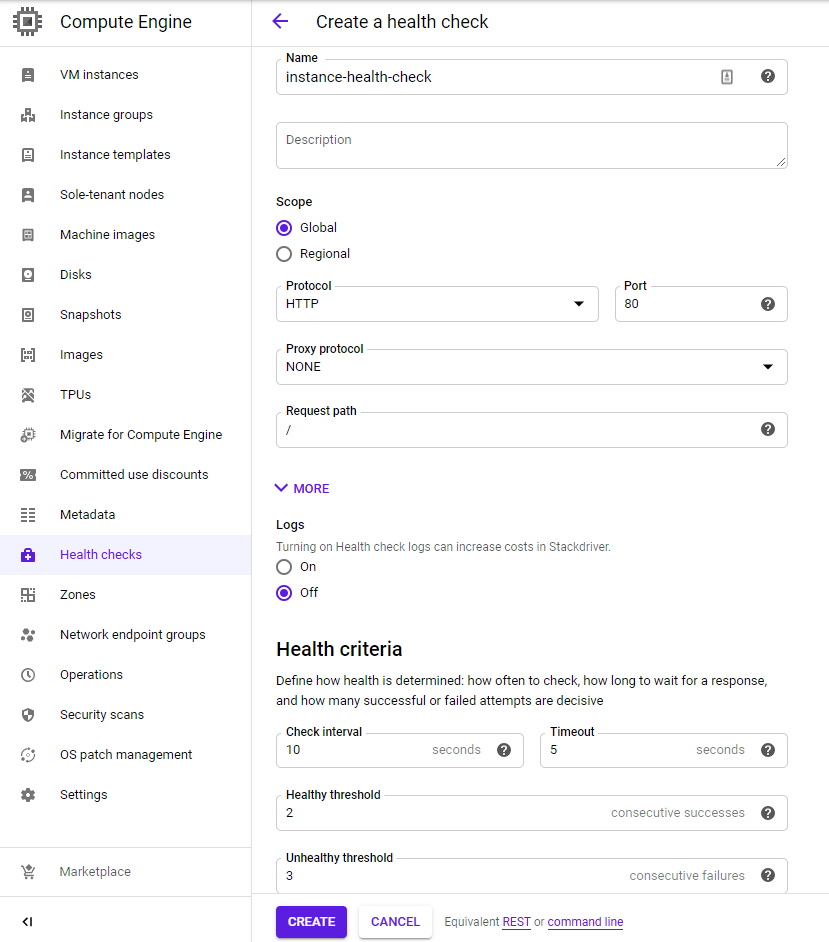 Compute Engine
VM instances
Instance groups
Instance templates
Sole-tenant nodes
Machine images
Disks
Snapshots
Images
TPUs
Migrate for Compute Engine
Committed use discounts
Metadata
Health checks
Zones
Network endpoint groups
Operations
Security scans
OS patch management
Settings
Marketplace
Create a health check
Name
instance-health-check
Description
Scope
Global
Regional
Protocol
HTTP
Port
80
Proxy protocol
NONE
Request path
/
MORE
Logs
Turning on Health check logs can increase costs in Stackdriver.
On
Off
Health criteria
Define how health is determined: how often to check, how long to wait for a response,
and how many successful or failed attempts are decisive
Check interval
10 seconds
Timeout
5 seconds
Healthy threshold
2 consecutive successes
Unhealthy threshold
3 consecutive failures
CREATE CANCEL Equivalent REST or command line